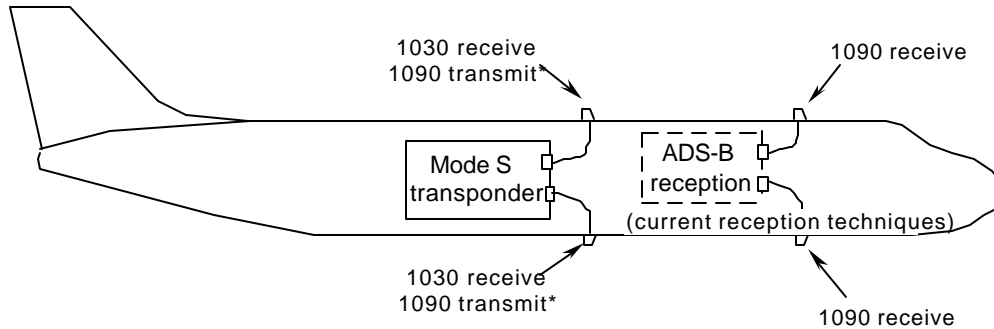 1030 receive
1090 transmit*
1090 receive
Mode S
transponder
ADS-B
reception
(current reception techniques)
1030 receive
1090 transmit*
1090 receive